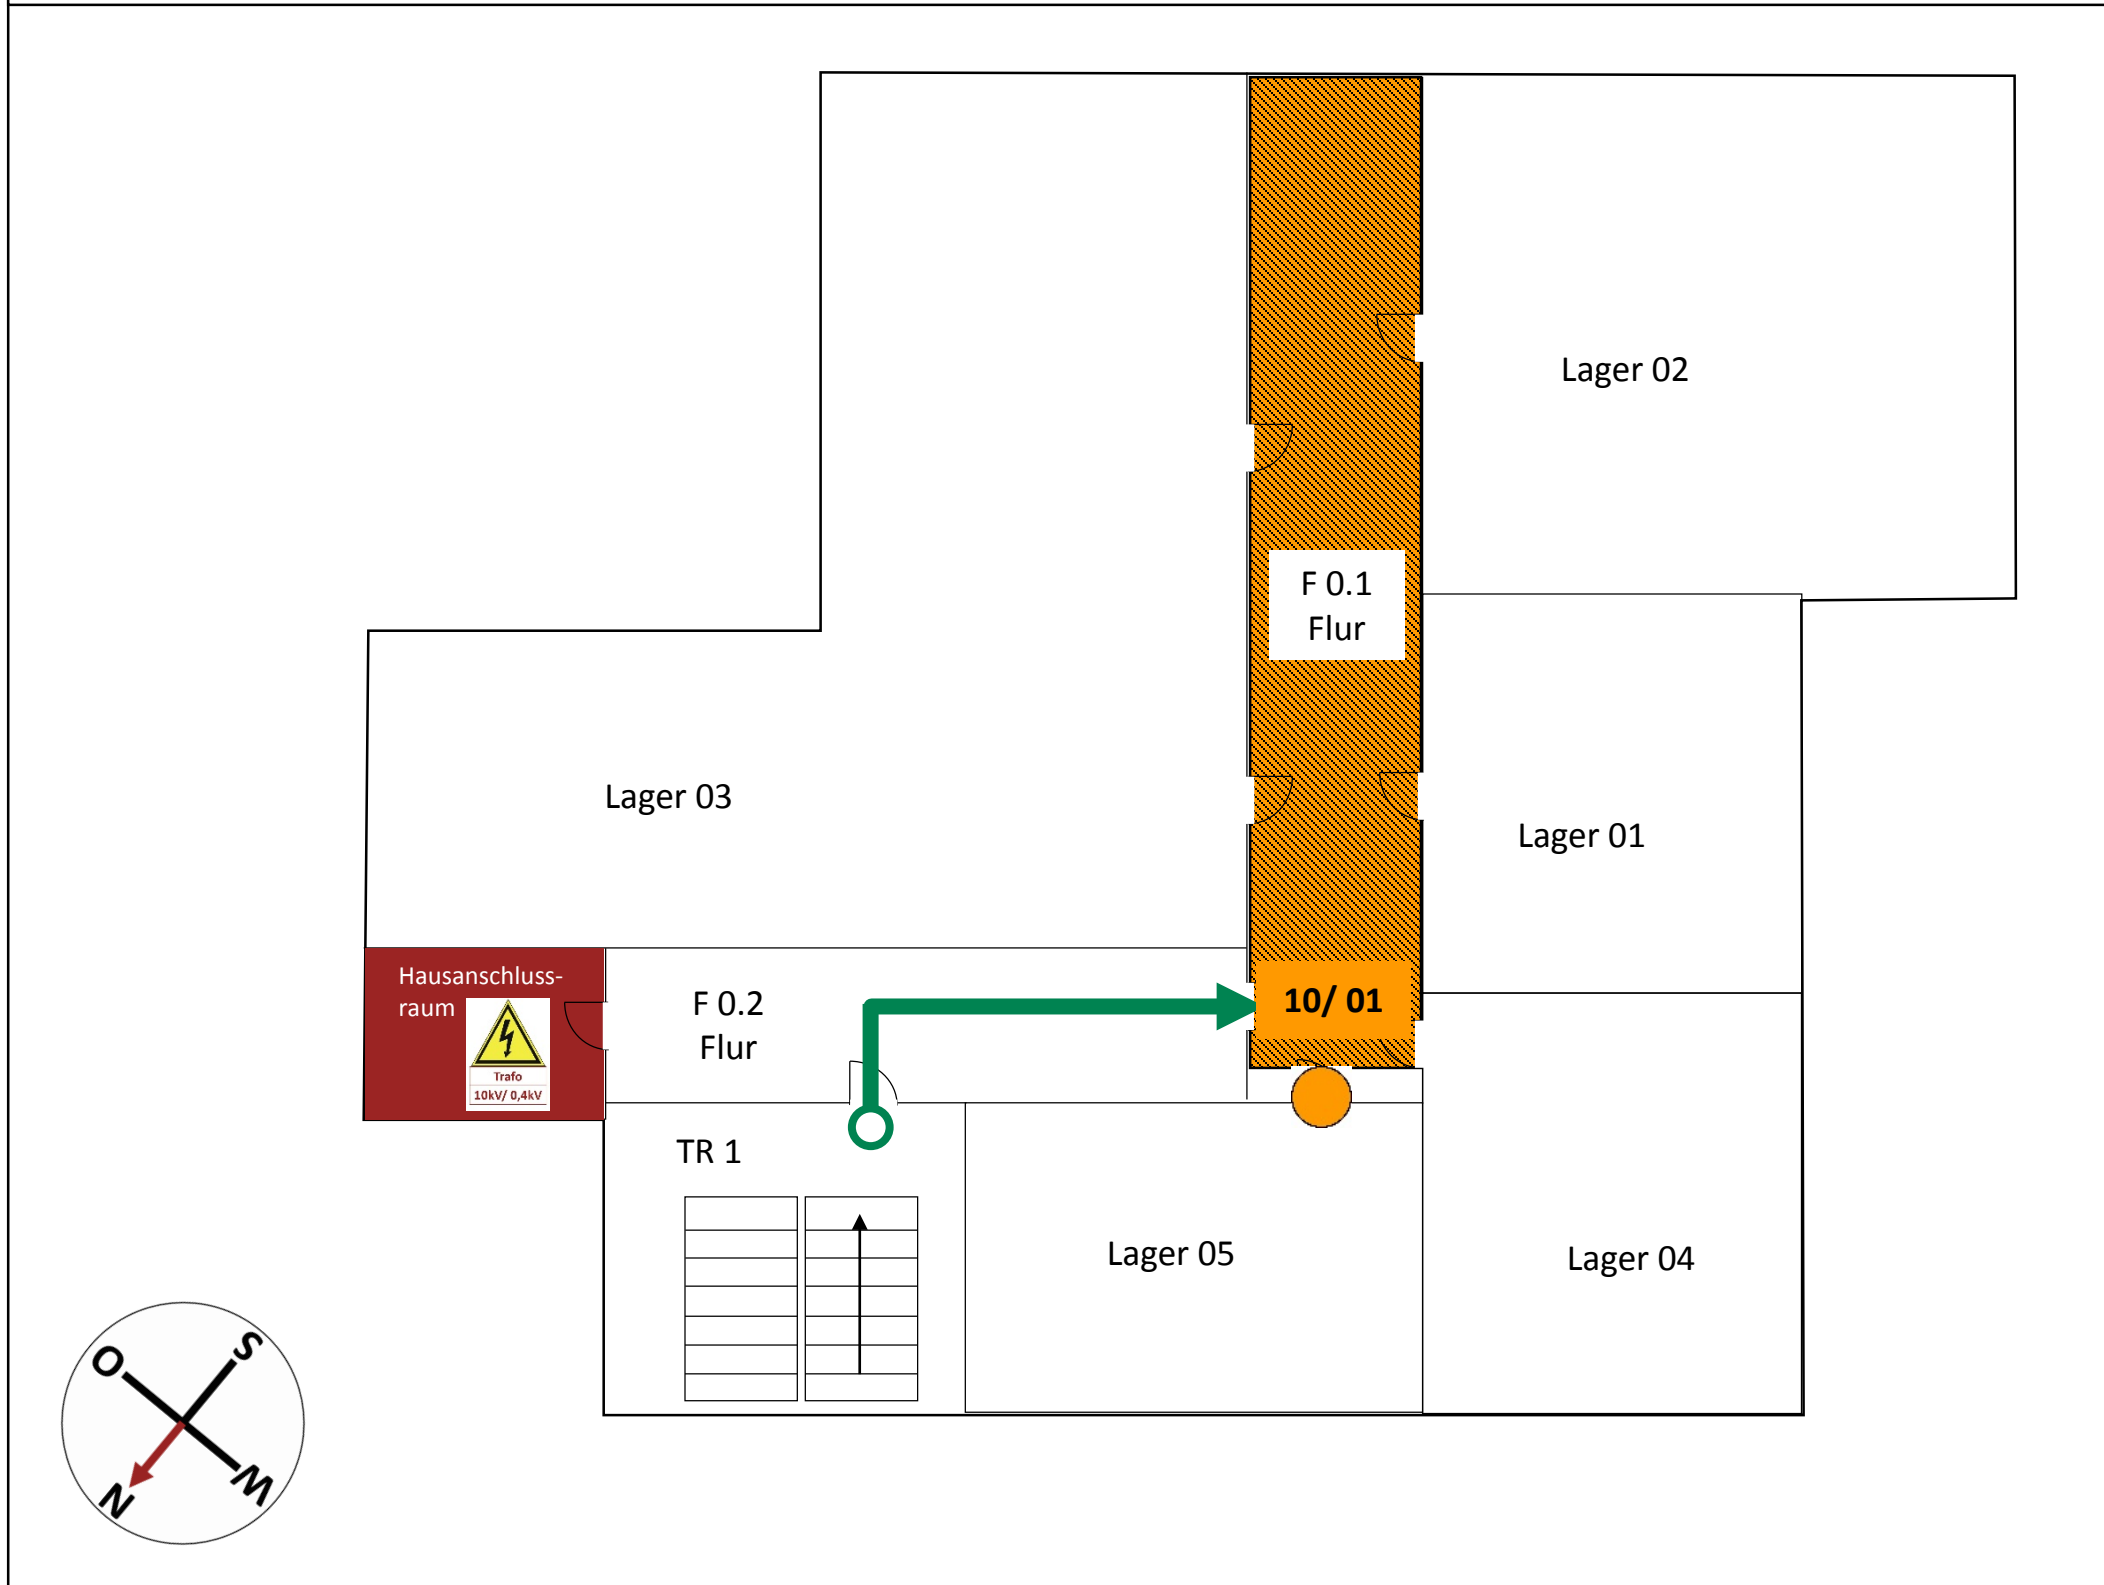 Lager 02
F 0.1
Flur
Lager 03
Lager 01
Hausanschluss-
raum
Trafo
10kV/ 0,4kV
F 0.2
Flur
10/ 01
TR 1
Lager 05
Lager 04
S
O
W
N